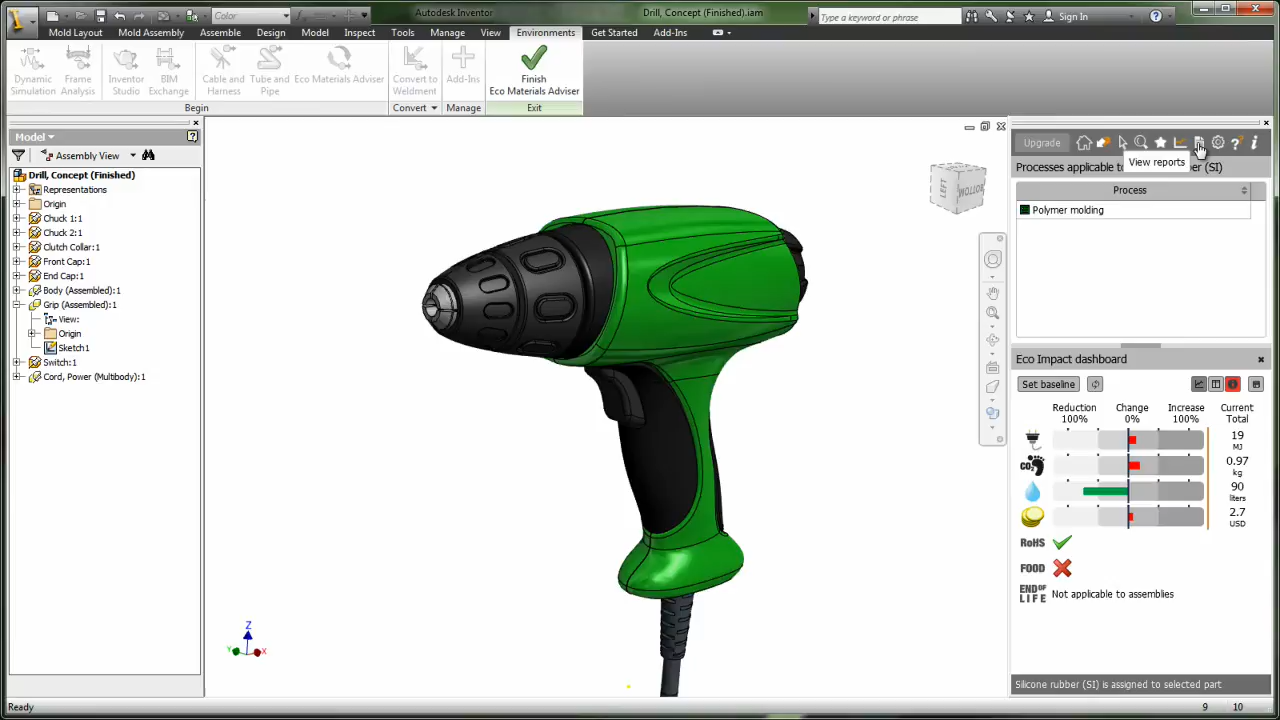 Color
Autodesk Inventor
Drill, Concept (Finished).iam
Type a keyword or phrase
Sign In
Mold Layout
Mold Assembly
Assemble
Design
Model
Inspect
Tools
Manage
View
Environments
Get Started
Add-Ins
Dynamic
Simulation
Frame
Analysis
Inventor
Studio
BIM
Exchange
Cable and
Harness
Tube and
Pipe
Eco Materials Adviser
Convert to
Weldment
Add-Ins
Finish
Eco Materials Adviser
Begin
Convert
Manage
Exit
Model
Assembly View
Drill, Concept (Finished)
Representations
Origin
Chuck 1:1
Chuck 2:1
Clutch Collar:1
Front Cap:1
End Cap:1
Body (Assembled):1
Grip (Assembled):1
View:
Origin
Sketch1
Switch:1
Cord, Power (Multibody):1
LEFT
BOTTOM
Z
Y
X
Upgrade
View reports
Processes applicable to
er (SI)
Process
Polymer molding
Eco Impact dashboard
Set baseline
Reduction Change Increase Current
100% 0% 100% Total
19
MJ
CO₂
0.97
kg
90
liters
2.7
USD
RoHS
FOOD
END OF
LIFE
Not applicable to assemblies
Silicone rubber (SI) is assigned to selected part
Ready
9 10